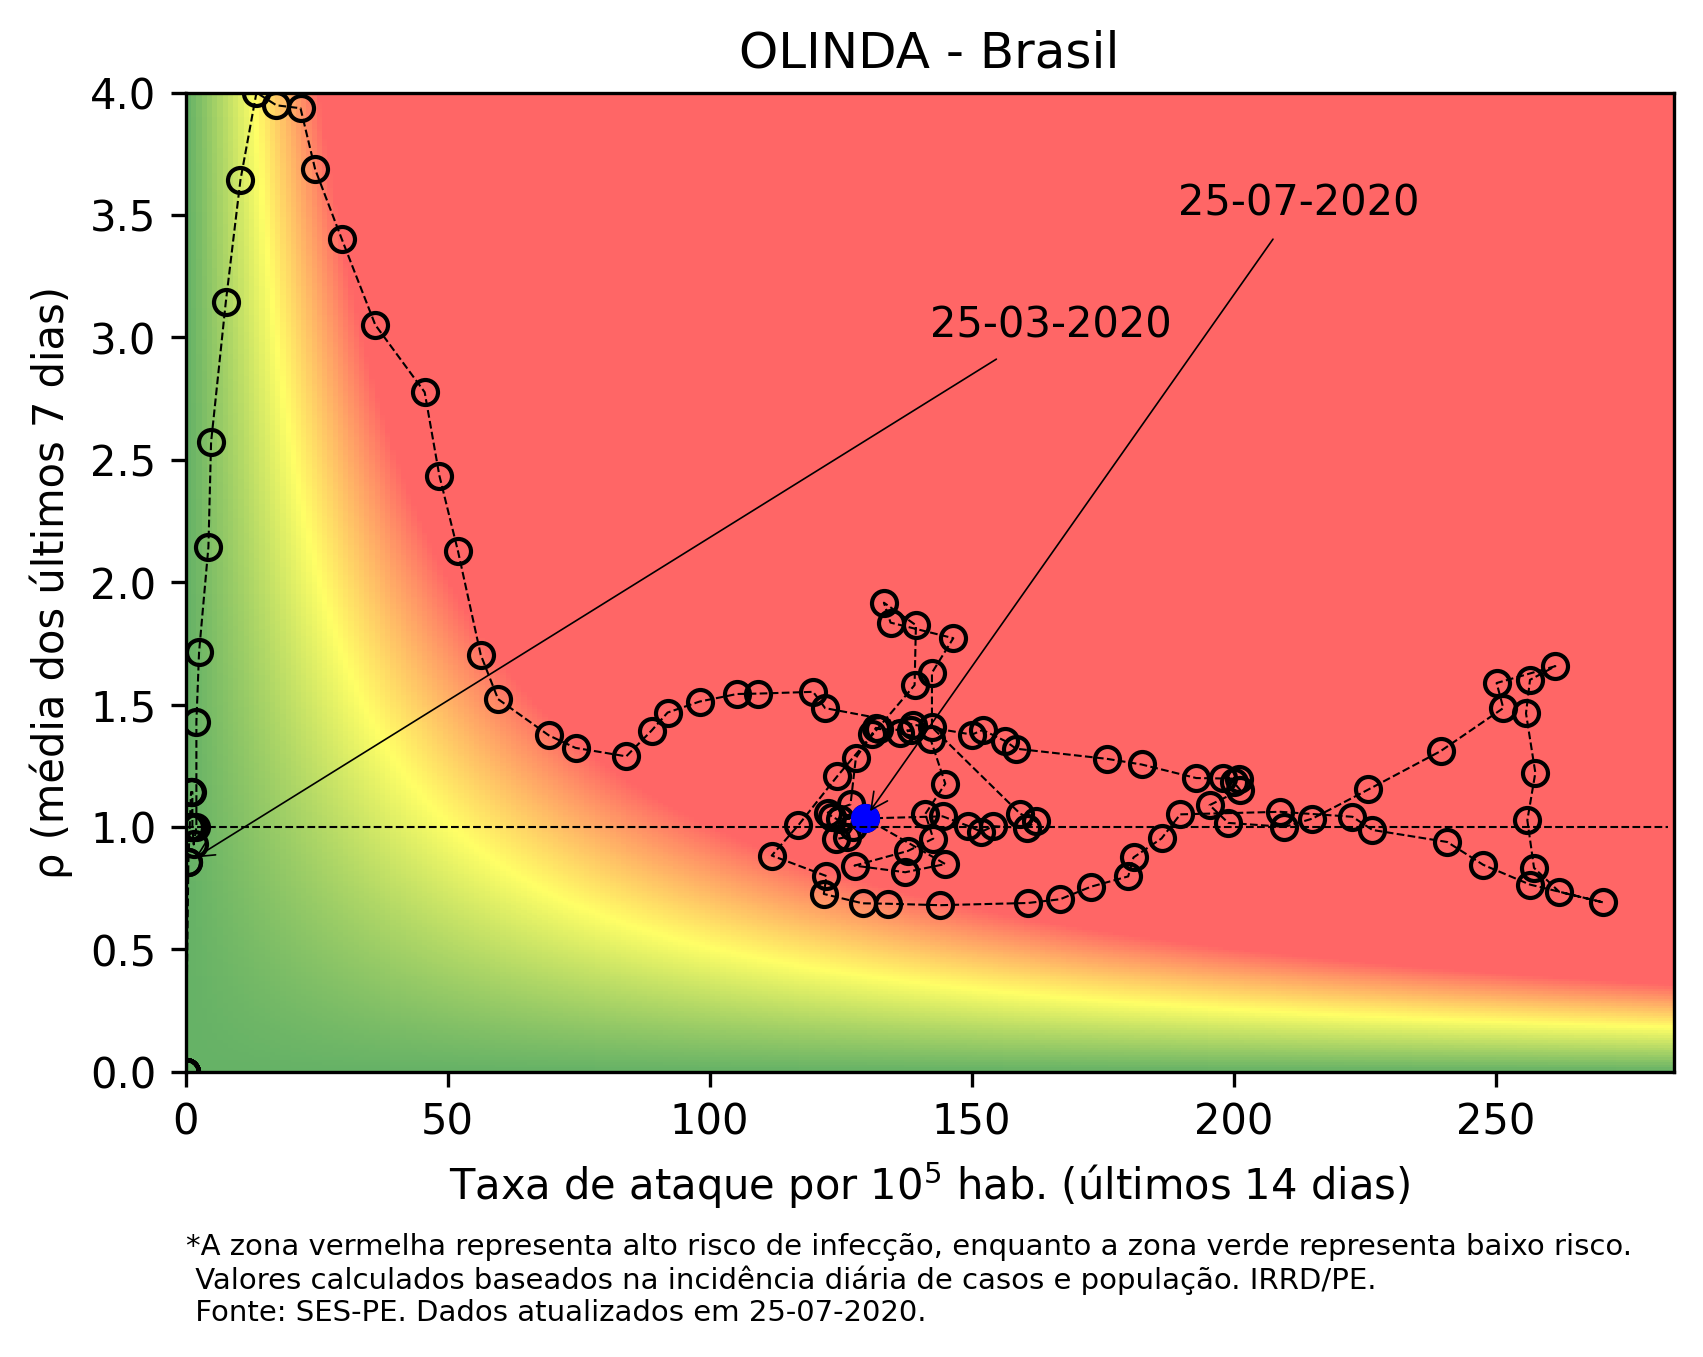 OLINDA - Brasil
4.0
3.5
3.0
2.5
2.0
1.5
1.0
0.5
0.0
ρ (média dos últimos 7 dias)
25-07-2020
25-03-2020
0 50 100 150 200 250
Taxa de ataque por 10⁵ hab. (últimos 14 dias)
*A zona vermelha representa alto risco de infecção, enquanto a zona verde representa baixo risco.
Valores calculados baseados na incidência diária de casos e população. IRRD/PE.
Fonte: SES-PE. Dados atualizados em 25-07-2020.